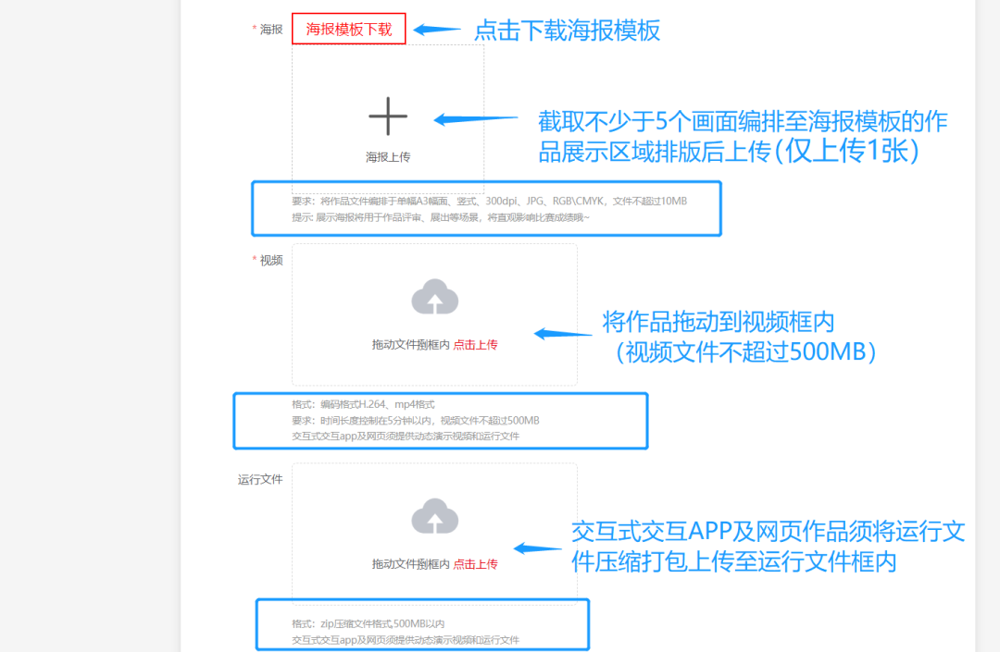 * 海报
海报模板下载
点击下载海报模板
截取不少于5个画面编排至海报模板的作
品展示区域排版后上传(仅上传1张)
海报上传
要求：将作品文件编排于单幅A3幅面、竖式、300dpi、JPG、RGB\CMYK，文件不超过10MB
提示: 展示海报将用于作品评审、展出等场景，将直观影响比赛成绩哦~
* 视频
将作品拖动到视频框内
（视频文件不超过500MB）
拖动文件捯框内 点击上传
格式：编码格式H.264、mp4格式
要求：时间长度控制在5分钟以内，视频文件不超过500MB
交互式交互app及网页须提供动态演示视频和运行文件
运行文件
交互式交互APP及网页作品须将运行文
件压缩打包上传至运行文件框内
拖动文件捯框内 点击上传
格式：zip压缩文件格式,500MB以内
交互式交互app及网页须提供动态演示视频和运行文件